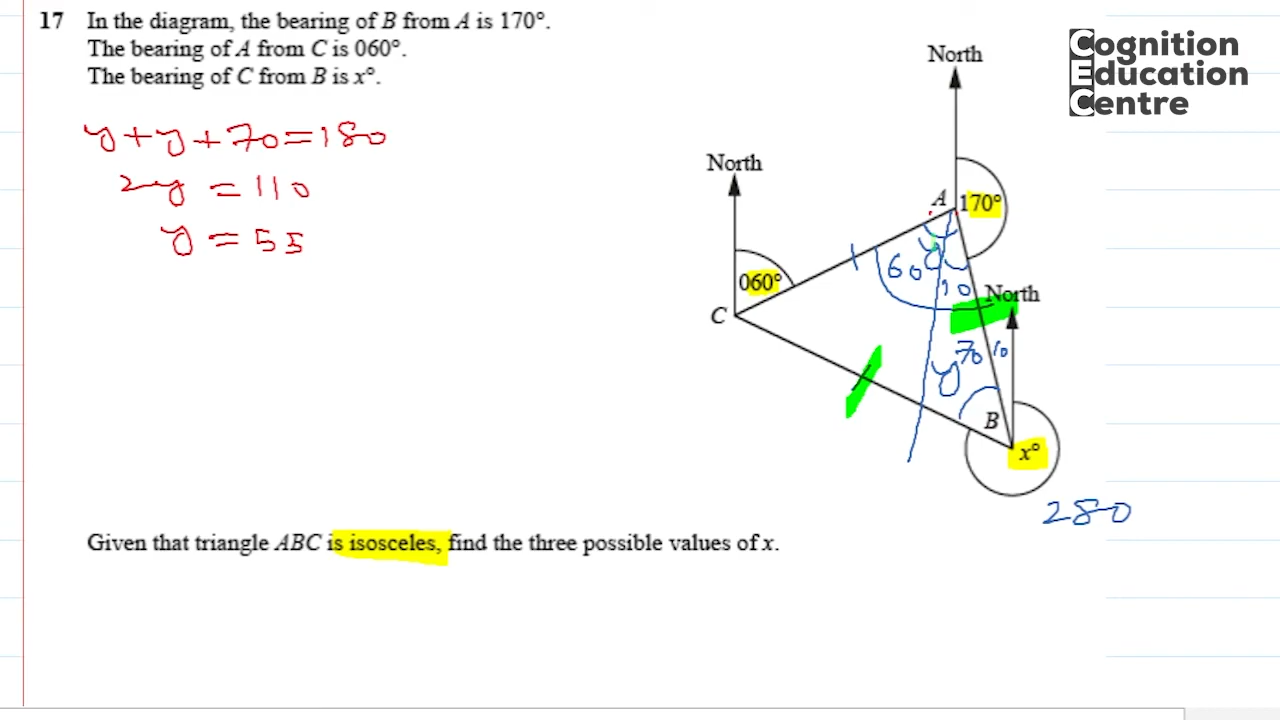 17 In the diagram, the bearing of B from A is 170°.
The bearing of A from C is 060°.
The bearing of C from B is x°.
Cognition
Education
Centre
y + y + 70 = 180
2y = 110
y = 55
North
North
A 170°
y
60
10
060°
North
C
70 10
y
B
x°
280
Given that triangle ABC is isosceles, find the three possible values of x.